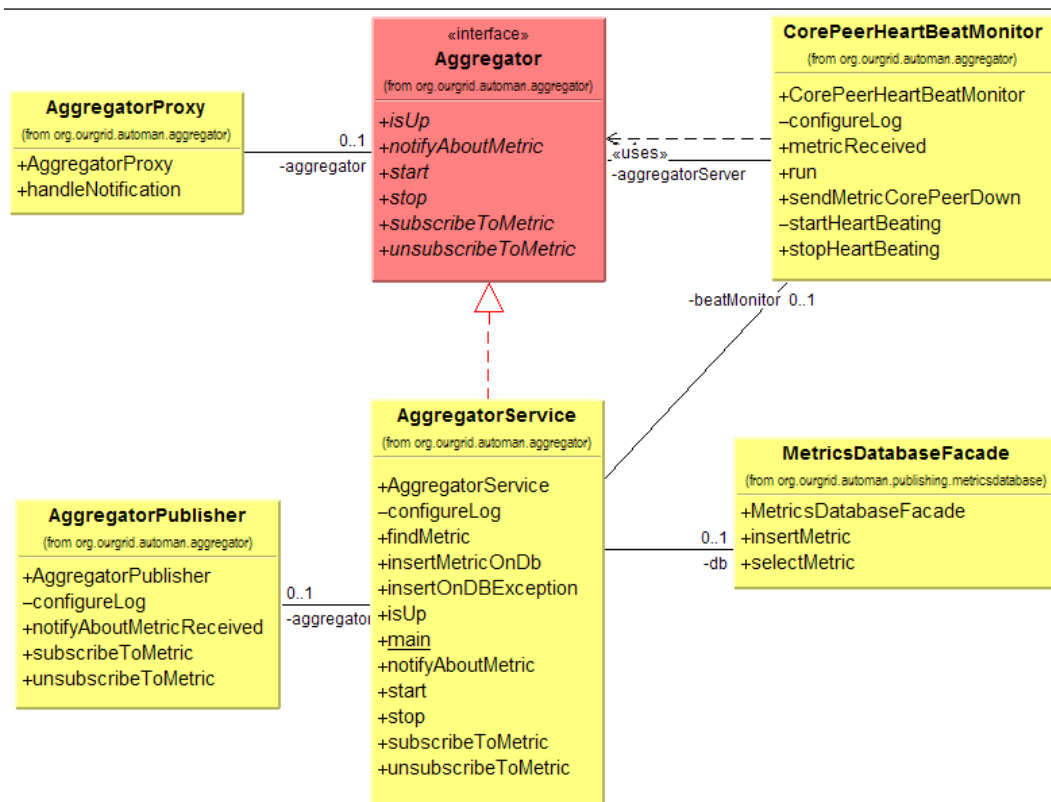 «interface»
Aggregator
(from org.ourgrid.automan.aggregator)
+isUp
+notifyAboutMetric
+start
+stop
+subscribeToMetric
+unsubscribeToMetric
CorePeerHeartBeatMonitor
(from org.ourgrid.automan.aggregator)
+CorePeerHeartBeatMonitor
–configureLog
+metricReceived
+run
+sendMetricCorePeerDown
–startHeartBeating
+stopHeartBeating
AggregatorProxy
(from org.ourgrid.automan.aggregator)
+AggregatorProxy
+handleNotification
0..1
-aggregator
«uses»
-aggregatorServer
-beatMonitor 0..1
AggregatorService
(from org.ourgrid.automan.aggregator)
+AggregatorService
–configureLog
+findMetric
+insertMetricOnDb
+insertOnDBException
+isUp
+main
+notifyAboutMetric
+start
+stop
+subscribeToMetric
+unsubscribeToMetric
MetricsDatabaseFacade
(from org.ourgrid.automan.publishing.metricsdatabase)
+MetricsDatabaseFacade
+insertMetric
+selectMetric
0..1
-db
AggregatorPublisher
(from org.ourgrid.automan.aggregator)
+AggregatorPublisher
–configureLog
+notifyAboutMetricReceived
+subscribeToMetric
+unsubscribeToMetric
0..1
-aggregator